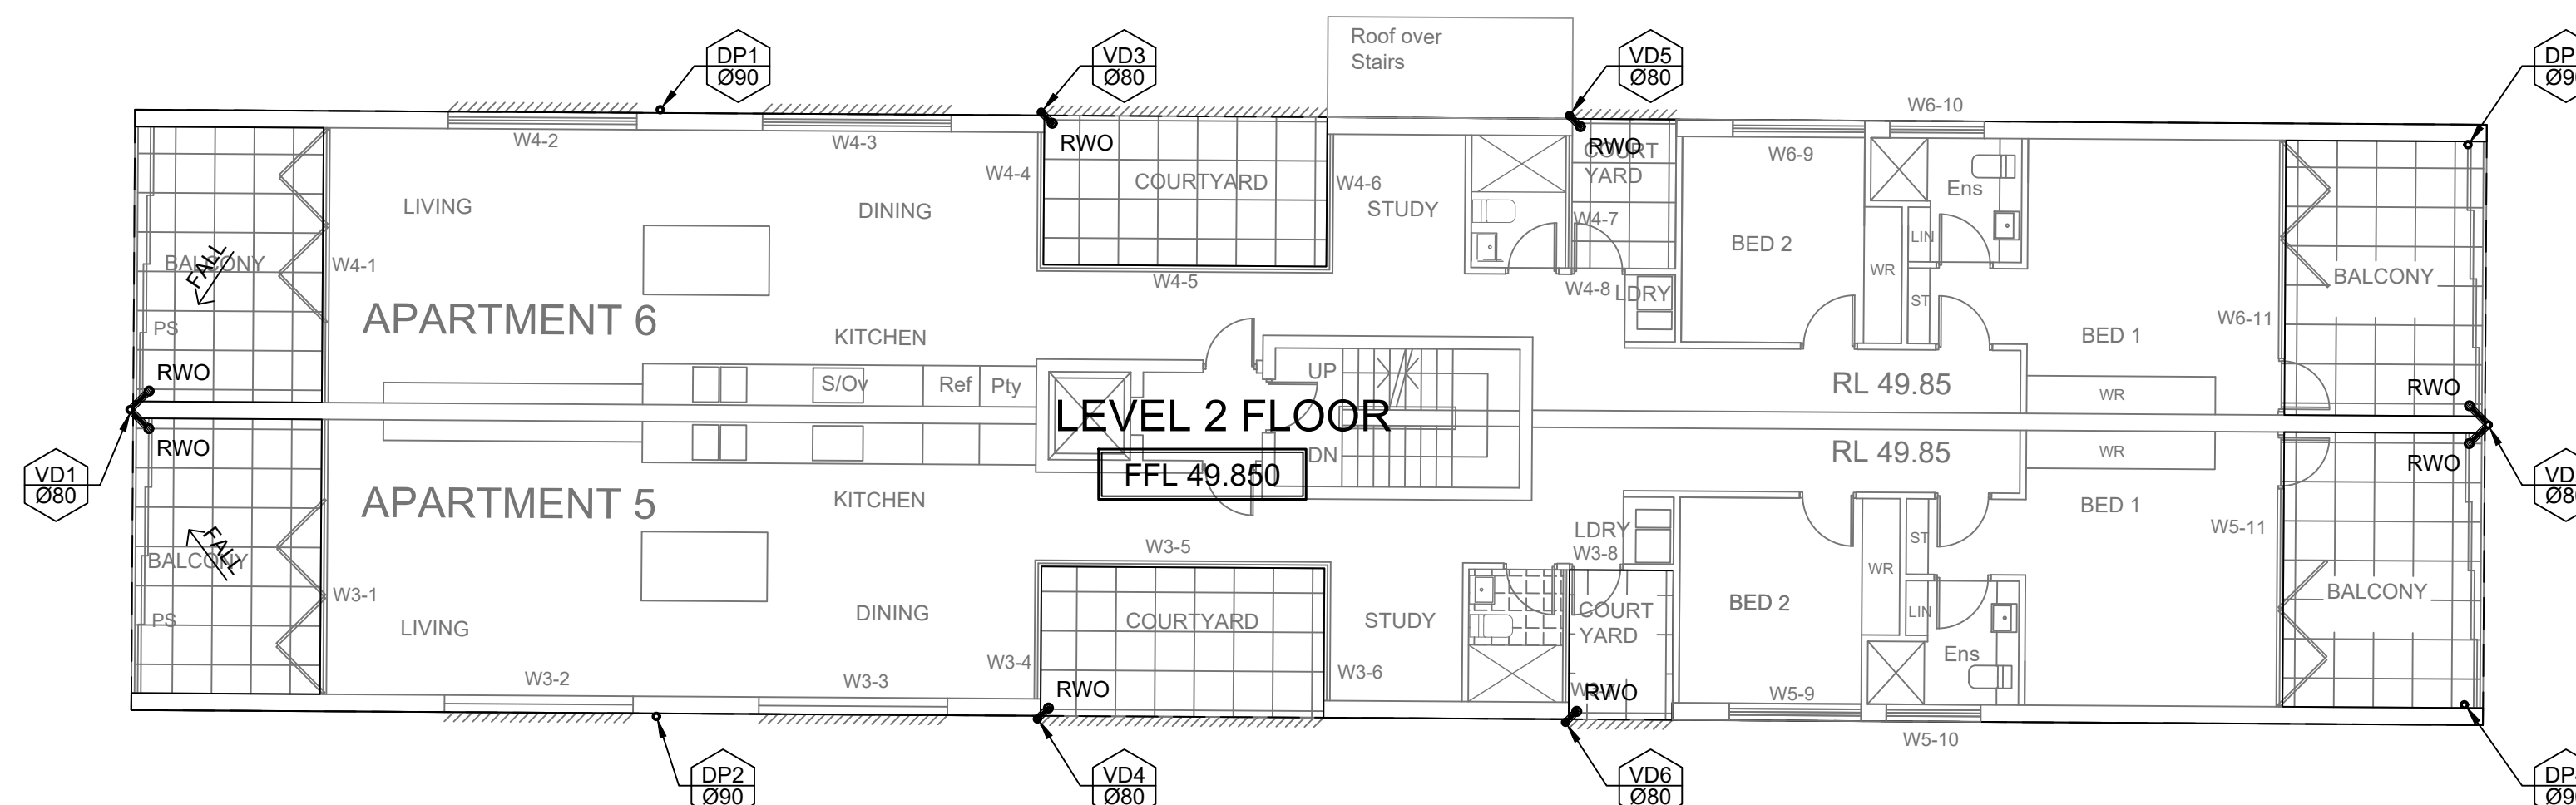 Roof over
Stairs
DP1
Ø90
VD3
Ø80
VD5
Ø80
W6-10
RWO
RWO
W4-2
W4-3
W4-4
COURTYARD
W4-6
STUDY
COURT
YARD
W4-7
W6-9
Ens
LIVING
DINING
BED 2
LIN
WR
BALCONY
FALL
W4-1
W4-5
W4-8
LDRY
ST
BALCONY
APARTMENT 6
PS
KITCHEN
W6-11
BED 1
RWO
S/Ov
Ref
Pty
UP
RL 49.85
WR
RWO
LEVEL 2 FLOOR
RWO
DN
RL 49.85
WR
RWO
FFL 49.850
VD1
Ø80
APARTMENT 5
KITCHEN
BED 1
W5-11
BALCONY
FALL
W3-5
LDRY
W3-8
ST
WR
PS
W3-1
LIVING
DINING
COURTYARD
STUDY
COURT
YARD
BED 2
LIN
BALCONY
W3-4
W3-6
Ens
W3-2
W3-3
RWO
RWO
W5-9
W5-10
DP2
Ø90
VD4
Ø80
VD6
Ø80